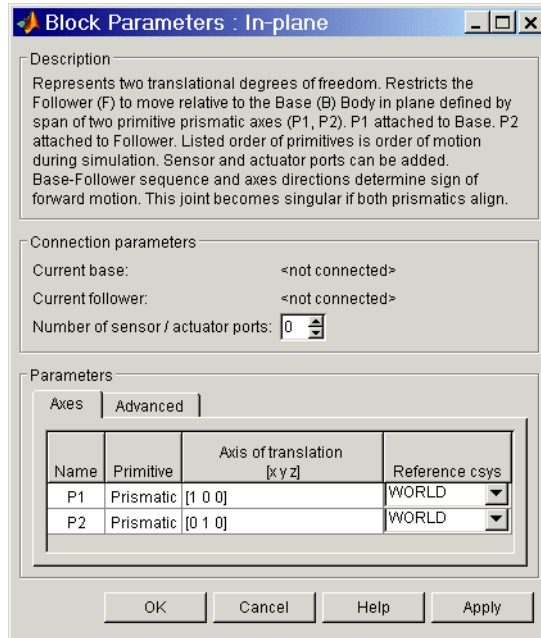 Block Parameters : In-plane
Description
Represents two translational degrees of freedom. Restricts the
Follower (F) to move relative to the Base (B) Body in plane defined by
span of two primitive prismatic axes (P1, P2). P1 attached to Base. P2
attached to Follower. Listed order of primitives is order of motion
during simulation. Sensor and actuator ports can be added.
Base-Follower sequence and axes directions determine sign of
forward motion. This joint becomes singular if both prismatics align.
Connection parameters
Current base: <not connected>
Current follower: <not connected>
Number of sensor / actuator ports: 0
Parameters
Axes Advanced
Name Primitive Axis of translation [x y z] Reference csys
P1 Prismatic [1 0 0] WORLD
P2 Prismatic [0 1 0] WORLD
OK Cancel Help Apply